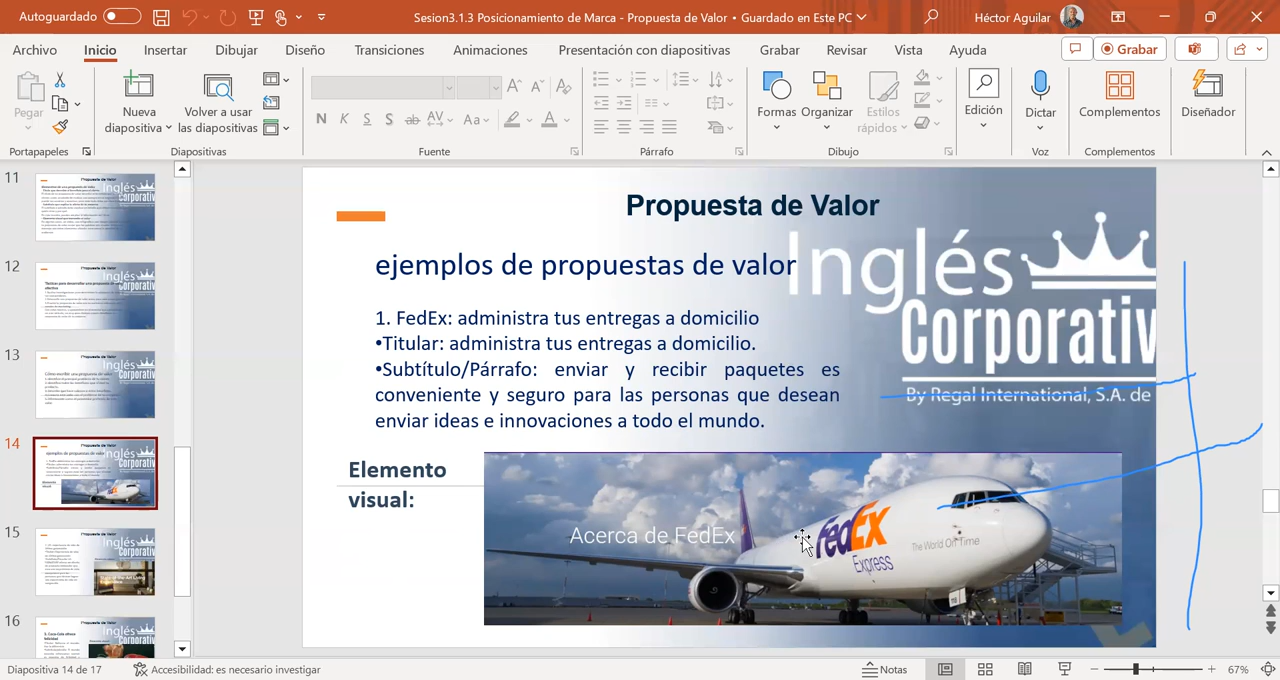 Autoguardado
Sesion3.1.3 Posicionamiento de Marca - Propuesta de Valor • Guardado en Este PC
Héctor Aguilar
Archivo Inicio Insertar Dibujar Diseño Transiciones Animaciones Presentación con diapositivas Grabar Revisar Vista Ayuda
Grabar
Pegar
Nueva diapositiva
Volver a usar las diapositivas
N K S S ab AV Aa A
Formas Organizar Estilos rápidos
Edición
Dictar
Complementos
Diseñador
Portapapeles Diapositivas Fuente Párrafo Dibujo Voz Complementos
11
12
13
14
15
16
Propuesta de Valor
ejemplos de propuestas de valor
Inglés
Corporativ
By Regal International, S.A. de
1. FedEx: administra tus entregas a domicilio
•Titular: administra tus entregas a domicilio.
•Subtítulo/Párrafo: enviar y recibir paquetes es
conveniente y seguro para las personas que desean
enviar ideas e innovaciones a todo el mundo.
Elemento
visual:
Acerca de FedEx
FedEx
Express
The World On Time
Diapositiva 14 de 17
Accesibilidad: es necesario investigar
Notas
67%